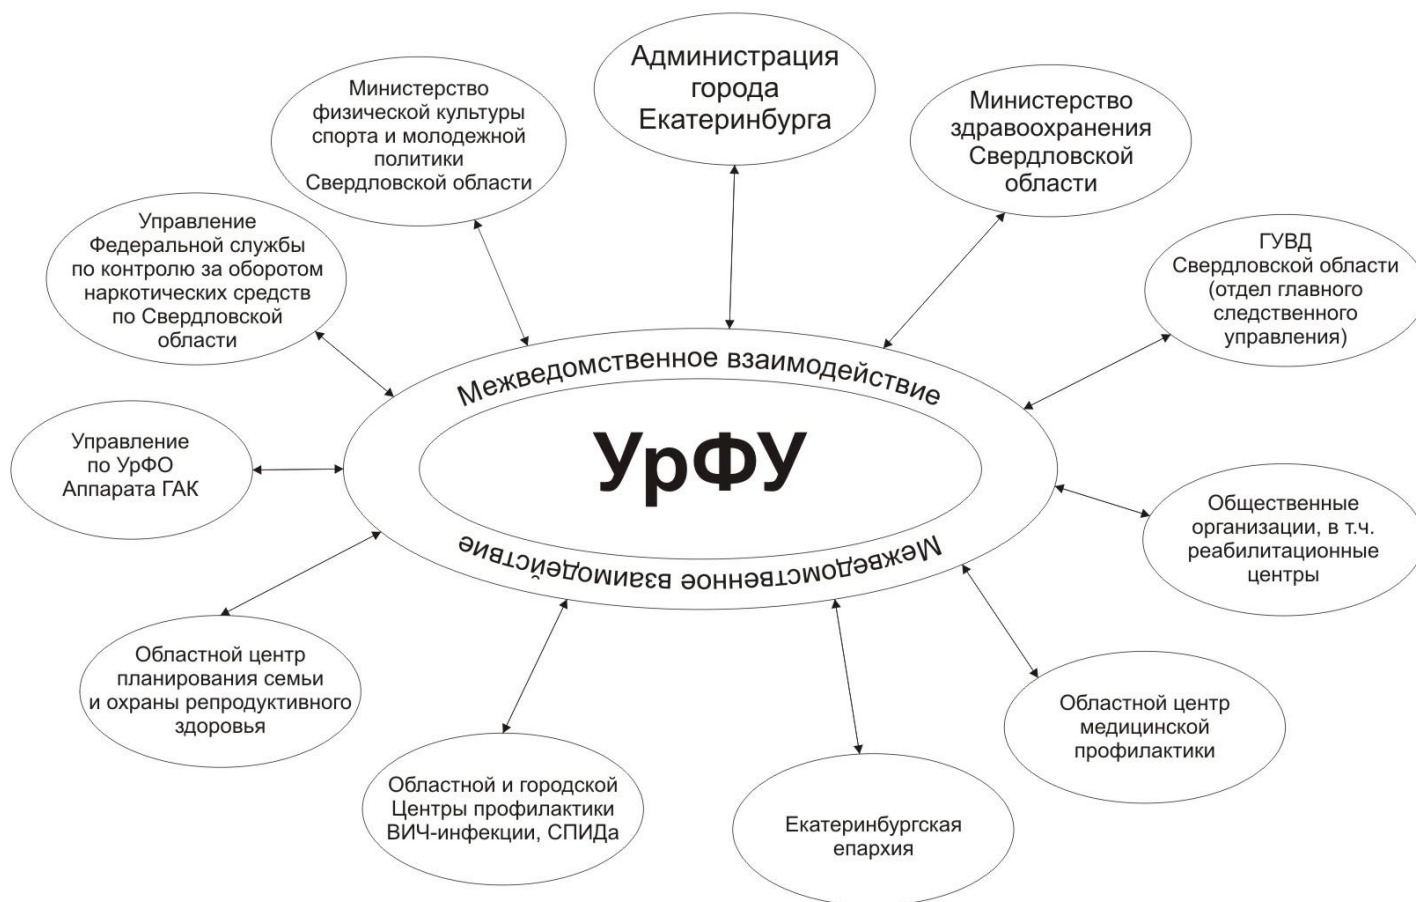 Администрация
города
Екатеринбурга
Министерство
физической культуры
спорта и молодежной
политики
Свердловской области
Министерство
здравоохранения
Свердловской
области
Управление
Федеральной службы
по контролю за оборотом
наркотических средств
по Свердловской
области
ГУВД
Свердловской области
(отдел главного
следственного
управления)
Межведомственное взаимодействие
УрФУ
Межведомственное взаимодействие
Управление
по УрФО
Аппарата ГАК
Общественные
организации, в т.ч.
реабилитационные
центры
Областной центр
планирования семьи
и охраны репродуктивного
здоровья
Областной центр
медицинской
профилактики
Областной и городской
Центры профилактики
ВИЧ-инфекции, СПИДа
Екатеринбургская
епархия